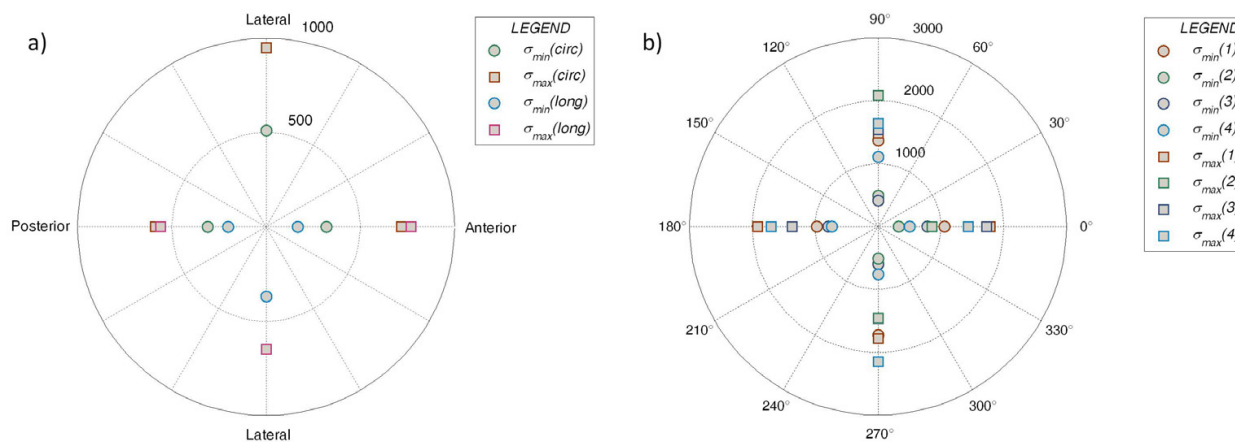 a)
Lateral
1000
500
Posterior
Anterior
Lateral
LEGEND
σmin(circ)
σmax(circ)
σmin(long)
σmax(long)
b)
90°
3000
120°
60°
2000
150°
30°
1000
180°
0°
210°
330°
240°
300°
270°
LEGEND
σmin(1)
σmin(2)
σmin(3)
σmin(4)
σmax(1)
σmax(2)
σmax(3)
σmax(4)